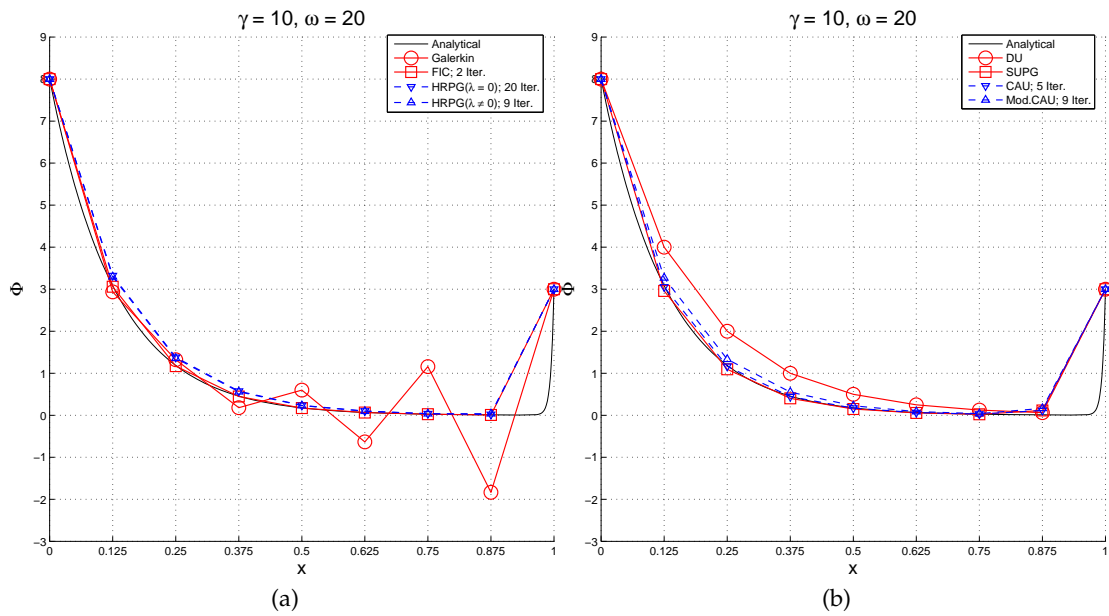 γ = 10, ω = 20
9
8
7
6
5
4
3
2
1
0
−1
−2
−3
Φ
Analytical
Galerkin
FIC; 2 Iter.
HRPG(λ = 0); 20 Iter.
HRPG(λ ≠ 0); 9 Iter.
0 0.125 0.25 0.375 0.5 0.625 0.75 0.875 1
x
(a)
γ = 10, ω = 20
9
8
7
6
5
4
3
2
1
0
−1
−2
−3
Φ
Analytical
DU
SUPG
CAU; 5 Iter.
Mod.CAU; 9 Iter.
0 0.125 0.25 0.375 0.5 0.625 0.75 0.875 1
x
(b)